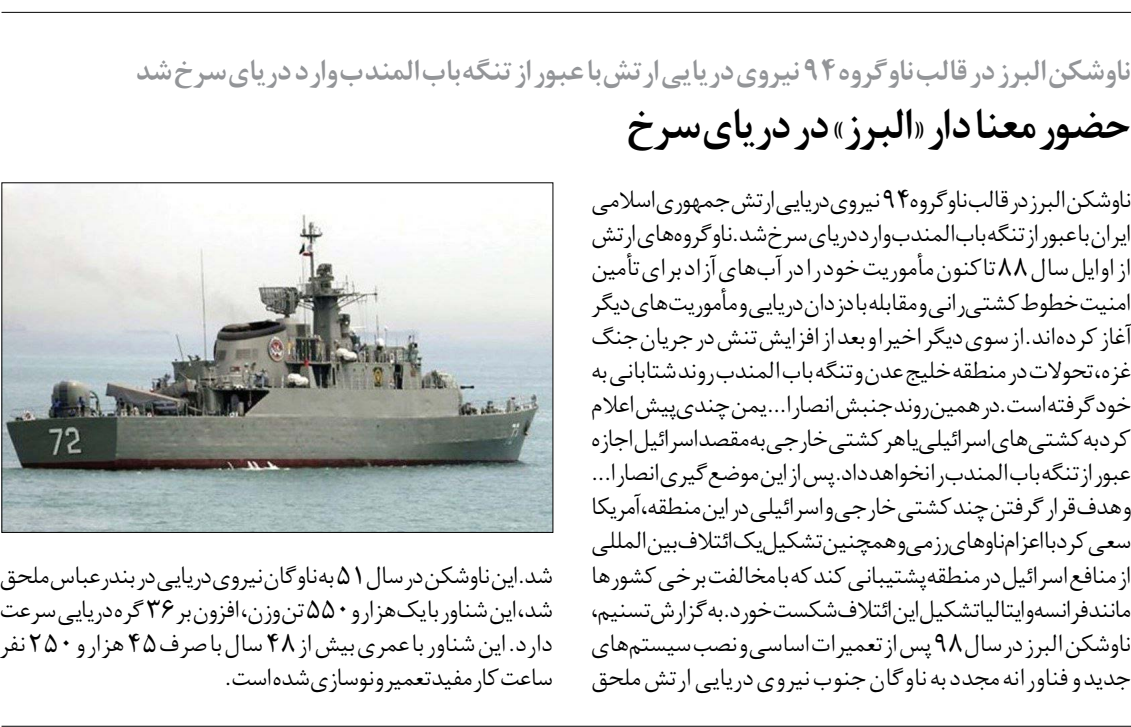 ناوشکن البرز در قالب ناوگروه ۹۴ نیروی دریایی ارتش با عبور از تنگه باب المندب وارد دریای سرخ شد
حضور معنا دار «البرز» در دریای سرخ
ناوشکن البرز در قالب ناوگروه ۹۴ نیروی دریایی ارتش جمهوری اسلامی
ایران با عبور از تنگه باب المندب وارد دریای سرخ شد. ناوگروه های ارتش
از اوایل سال ۸۸ تا کنون مأموریت خود را در آب های آزاد برای تأمین
امنیت خطوط کشتی رانی و مقابله با دزدان دریایی و مأموریت های دیگر
آغاز کرده اند. از سوی دیگر اخیرا و بعد از افزایش تنش در جریان جنگ
غزه، تحولات در منطقه خلیج عدن و تنگه باب المندب روند شتابانی به
خود گرفته است. در همین روند جنبش انصارا... یمن چندی پیش اعلام
کرد به کشتی های اسرائیلی یا هر کشتی خارجی به مقصد اسرائیل اجازه
عبور از تنگه باب المندب را نخواهد داد. پس از این موضع گیری انصارا...
و هدف قرار گرفتن چند کشتی خارجی و اسرائیلی در این منطقه، آمریکا
سعی کرد با اعزام ناوهای رزمی و همچنین تشکیل یک ائتلاف بین المللی
از منافع اسرائیل در منطقه پشتیبانی کند که با مخالفت برخی کشورها
مانند فرانسه و ایتالیا تشکیل این ائتلاف شکست خورد. به گزارش تسنیم،
ناوشکن البرز در سال ۹۸ پس از تعمیرات اساسی و نصب سیستم های
جدید و فناورانه مجدد به ناوگان جنوب نیروی دریایی ارتش ملحق
72
72
شد. این ناوشکن در سال ۵۱ به ناوگان نیروی دریایی در بندر عباس ملحق
شد، این شناور با یک هزار و ۵۵۰ تن وزن، افزون بر ۳۶ گره دریایی سرعت
دارد. این شناور با عمری بیش از ۴۸ سال با صرف ۴۵ هزار و ۲۵۰ نفر
ساعت کار مفید تعمیر و نوسازی شده است.